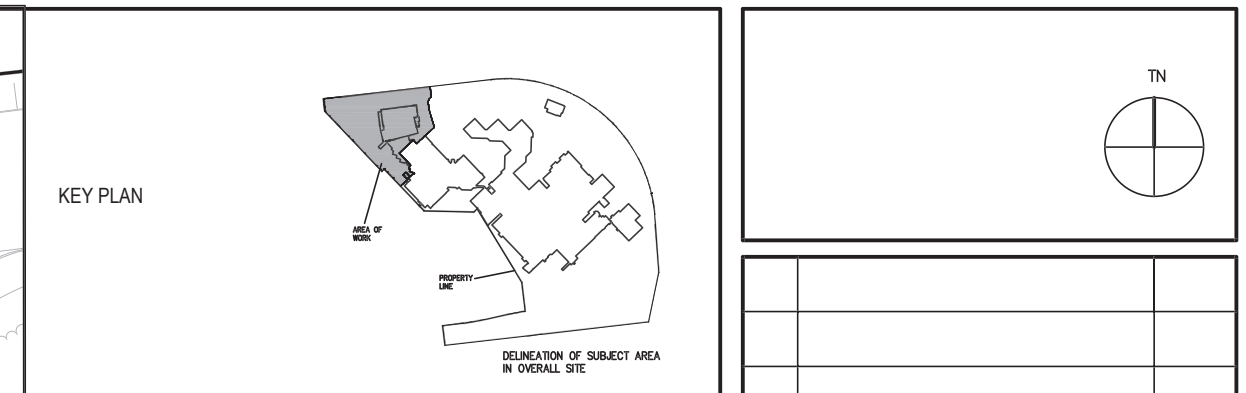 TN
KEY PLAN
AREA OF
WORK
PROPERTY
LINE
DELINEATION OF SUBJECT AREA
IN OVERALL SITE